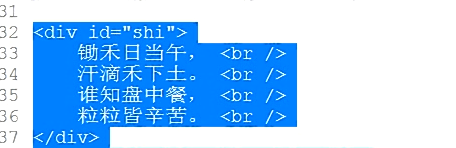 31
32 <div id="shi">
33 锄禾日当午， <br />
34 汗滴禾下土。 <br />
35 谁知盘中餐， <br />
36 粒粒皆辛苦。 <br />
37 </div>